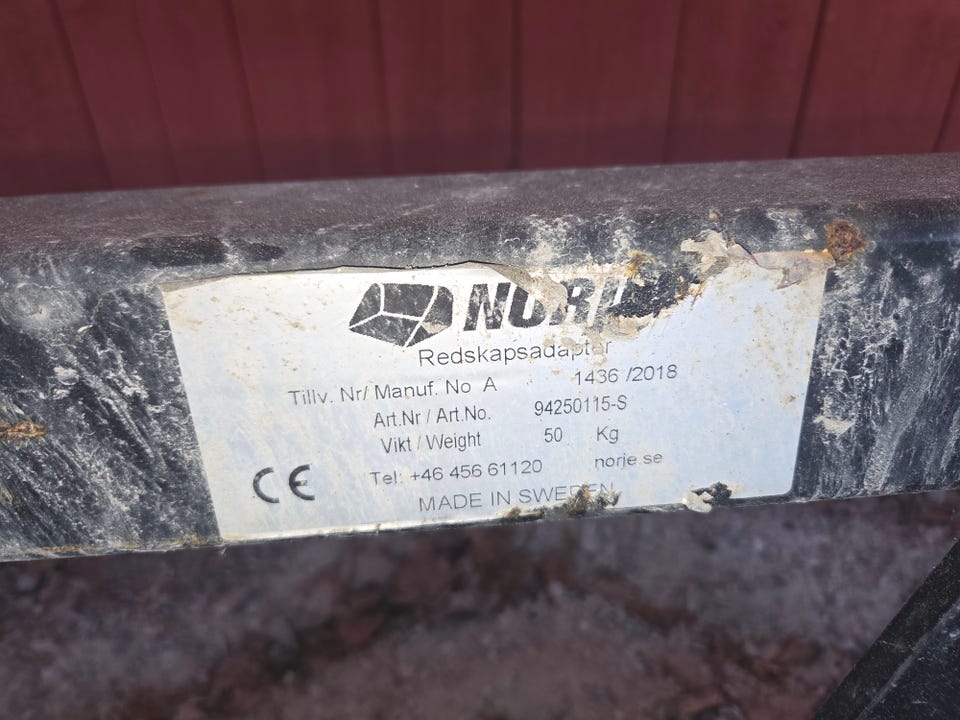 NORJ
Redskapsadapter
Tillv. Nr/ Manuf. No A 1436 /2018
Art.Nr / Art.No. 94250115-S
Vikt / Weight 50 Kg
Tel: +46 456 61120 norje.se
CE
MADE IN SWEDEN